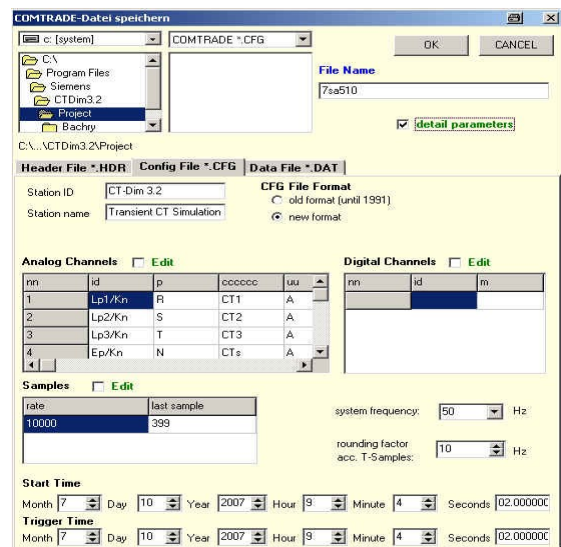 COMTRADE-Datei speichern
c: [system]
COMTRADE *.CFG
OK
CANCEL
C:\
Program Files
Siemens
CTDim3.2
Project
Bachry
File Name
7sa510
detail parameters
C:\...\CTDim3.2\Project
Header File *.HDR Config File *.CFG Data File *.DAT
Station ID CT-Dim 3.2
Station name Transient CT Simulation
CFG File Format
old format (until 1991)
new format
Analog Channels Edit
nn id p cccccc uu
1 Lp1/Kn R CT1 A
2 Lp2/Kn S CT2 A
3 Lp3/Kn T CT3 A
4 Ep/Kn N CTs A
Digital Channels Edit
nn id m
Samples Edit
rate last sample
10000 399
system frequency: 50 Hz
rounding factor
acc. T-Samples: 10 Hz
Start Time
Month 7 Day 10 Year 2007 Hour 9 Minute 4 Seconds 02.000000
Trigger Time
Month 7 Day 10 Year 2007 Hour 9 Minute 4 Seconds 02.000000